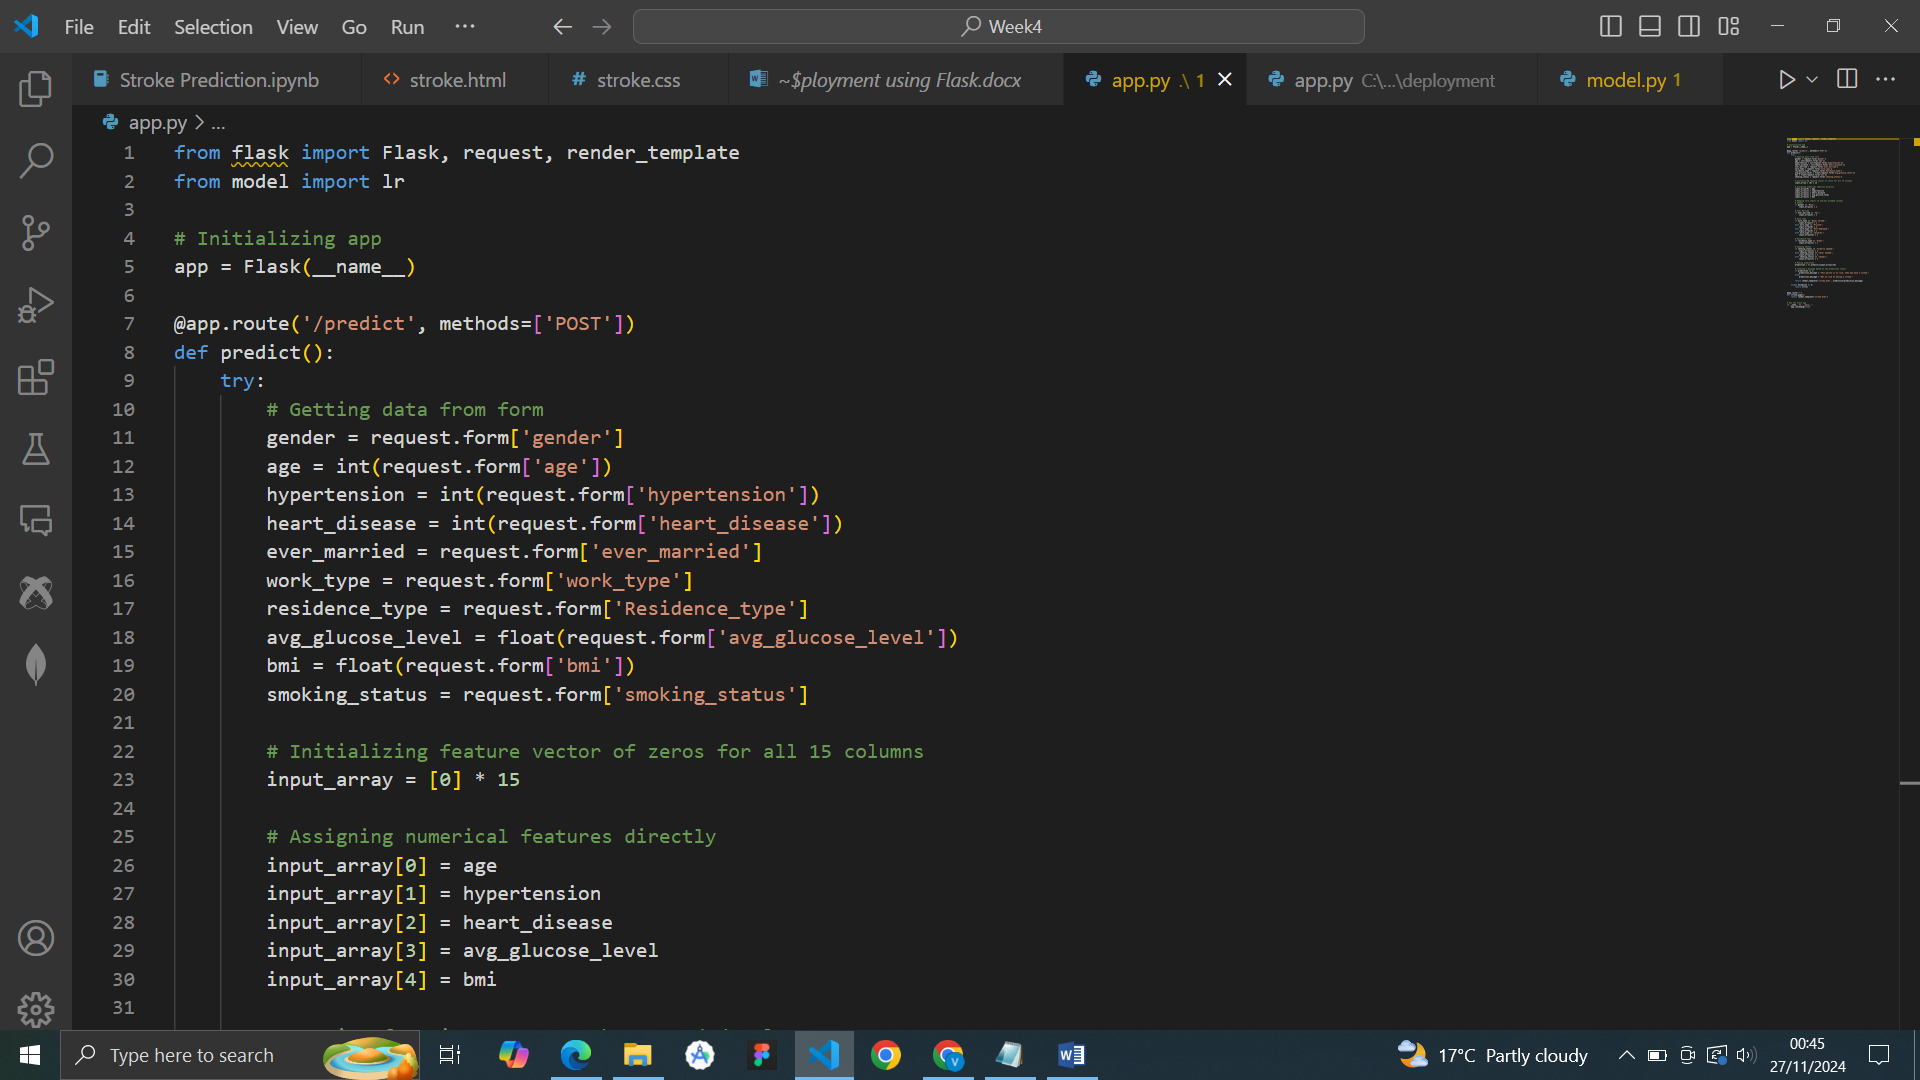 File Edit Selection View Go Run ... Week4
Stroke Prediction.ipynb stroke.html stroke.css ~$ployment using Flask.docx app.py .\ 1 app.py C:\...\deployment model.py 1
app.py > ...
1 from flask import Flask, request, render_template
2 from model import lr
3
4 # Initializing app
5 app = Flask(__name__)
6
7 @app.route('/predict', methods=['POST'])
8 def predict():
9 try:
10 # Getting data from form
11 gender = request.form['gender']
12 age = int(request.form['age'])
13 hypertension = int(request.form['hypertension'])
14 heart_disease = int(request.form['heart_disease'])
15 ever_married = request.form['ever_married']
16 work_type = request.form['work_type']
17 residence_type = request.form['Residence_type']
18 avg_glucose_level = float(request.form['avg_glucose_level'])
19 bmi = float(request.form['bmi'])
20 smoking_status = request.form['smoking_status']
21
22 # Initializing feature vector of zeros for all 15 columns
23 input_array = [0] * 15
24
25 # Assigning numerical features directly
26 input_array[0] = age
27 input_array[1] = hypertension
28 input_array[2] = heart_disease
29 input_array[3] = avg_glucose_level
30 input_array[4] = bmi
31
Type here to search 17°C Partly cloudy 00:45
27/11/2024